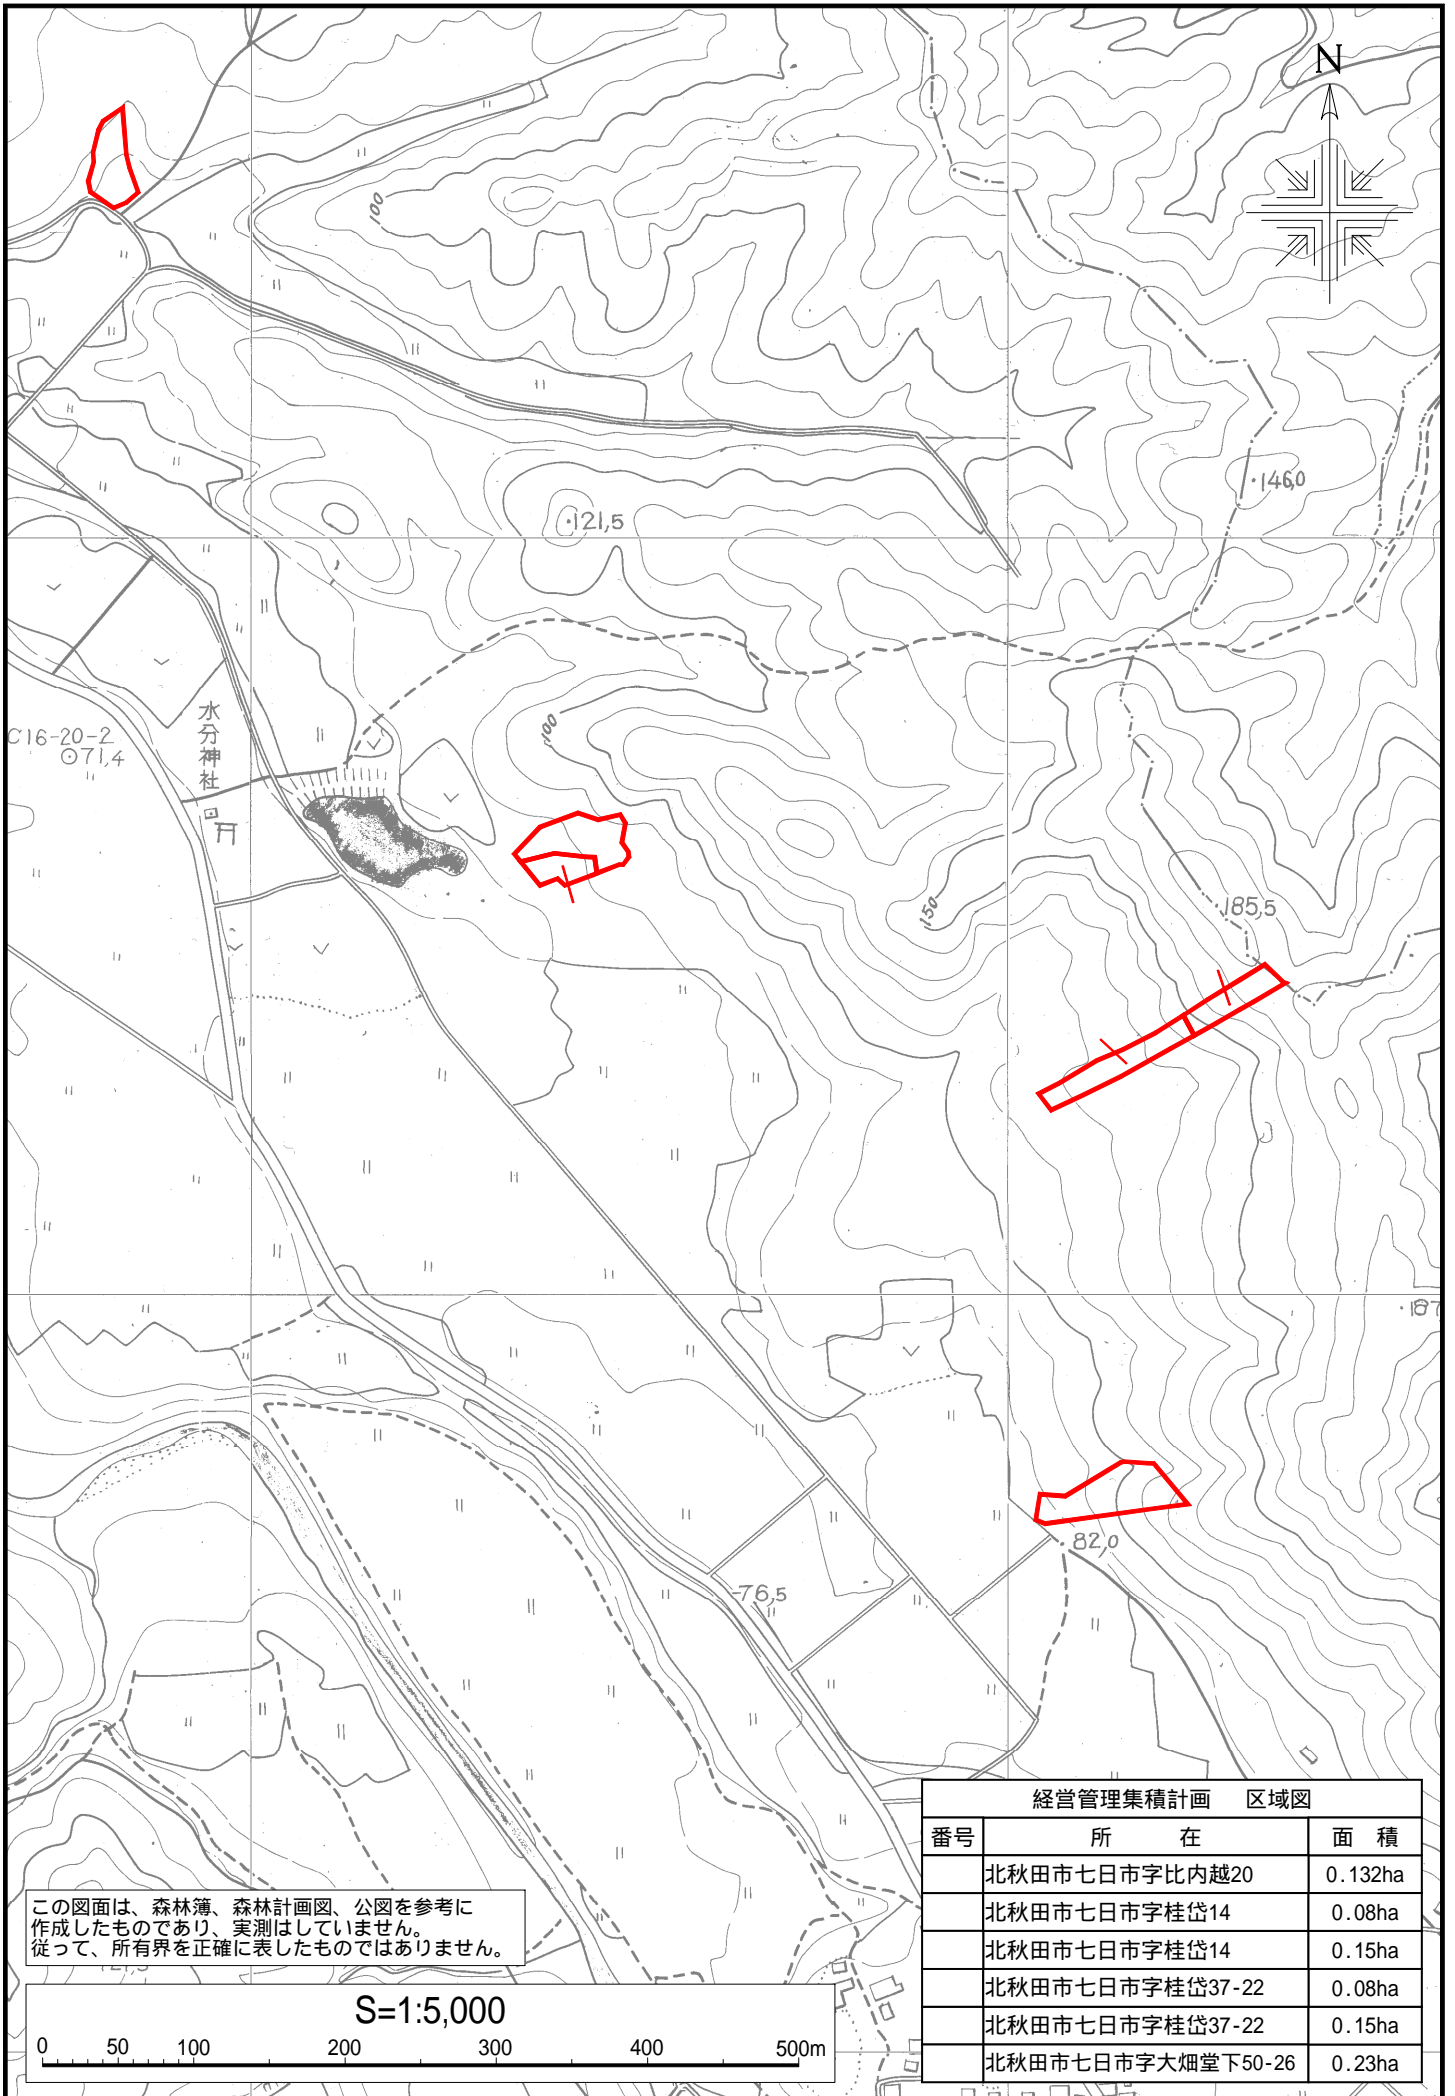 N
100
146,0
121,5
水分神社
C16-20-2
71,4
100
150
185,5
187
82,0
76,5
経営管理集積計画 区域図
番号 所 在 面 積
北秋田市七日市字比内越20 0.132ha
北秋田市七日市字桂岱14 0.08ha
北秋田市七日市字桂岱14 0.15ha
北秋田市七日市字桂岱37-22 0.08ha
北秋田市七日市字桂岱37-22 0.15ha
北秋田市七日市字大畑堂下50-26 0.23ha
この図面は、森林簿、森林計画図、公図を参考に
作成したものであり、実測はしていません。
従って、所有界を正確に表したものではありません。
S=1:5,000
0 50 100 200 300 400 500m